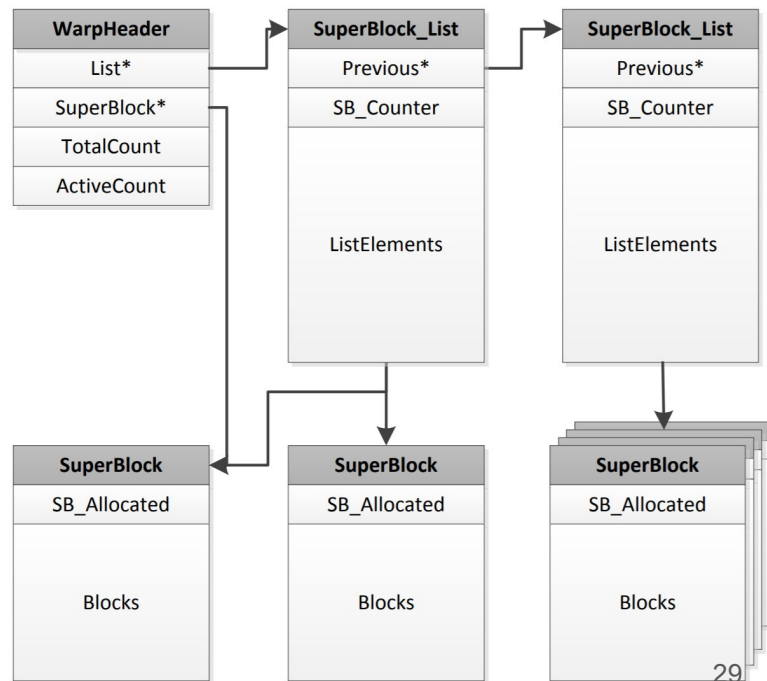 WarpHeader
List*
SuperBlock*
TotalCount
ActiveCount
SuperBlock_List
Previous*
SB_Counter
ListElements
SuperBlock_List
Previous*
SB_Counter
ListElements
SuperBlock
SB_Allocated
Blocks
SuperBlock
SB_Allocated
Blocks
SuperBlock
SB_Allocated
Blocks
29